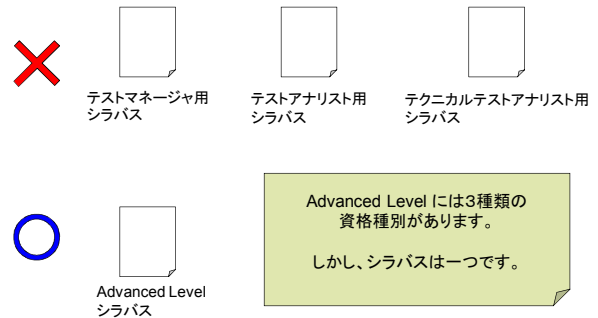 テストマネージャ用
シラバス
テストアナリスト用
シラバス
テクニカルテストアナリスト用
シラバス
Advanced Level
シラバス
Advanced Level には3種類の
資格種別があります。
しかし、シラバスは一つです。